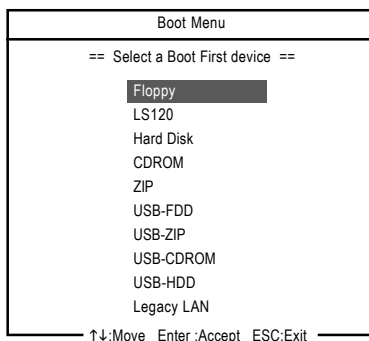 Boot Menu
== Select a Boot First device ==
Floppy
LS120
Hard Disk
CDROM
ZIP
USB-FDD
USB-ZIP
USB-CDROM
USB-HDD
Legacy LAN
↑↓:Move Enter :Accept ESC:Exit